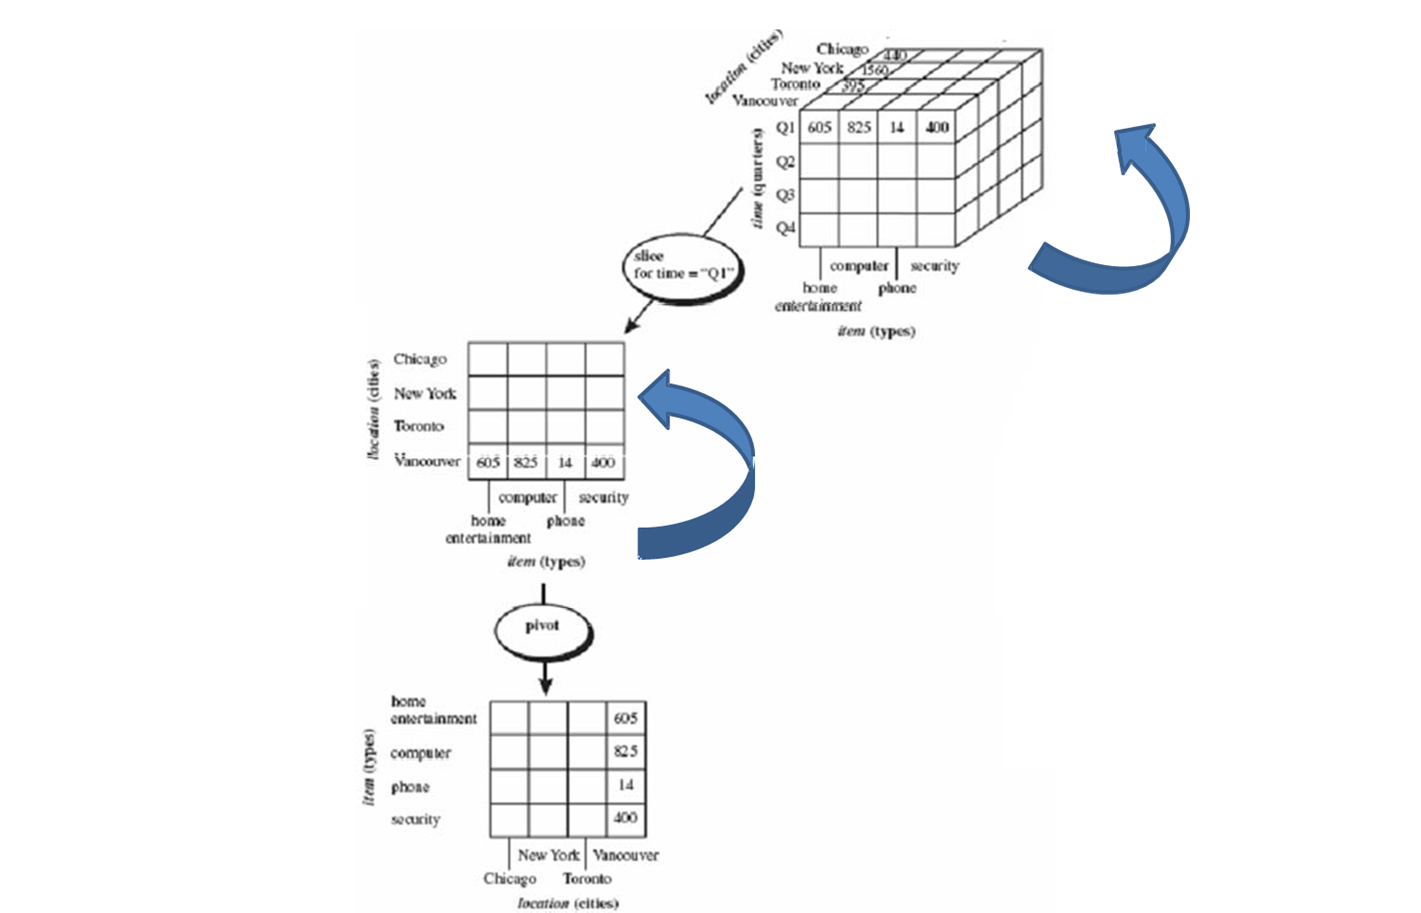 location (cities)
Chicago 440
New York 1560
Toronto 395
Vancouver
time (quarters)
Q1 605 825 14 400
Q2
Q3
Q4
computer security
home phone
entertainment
item (types)
slice
for time = "Q1"
location (cities)
Chicago
New York
Toronto
Vancouver 605 825 14 400
computer security
home phone
entertainment
item (types)
pivot
item (types)
home
entertainment 605
computer 825
phone 14
security 400
New York Vancouver
Chicago Toronto
location (cities)